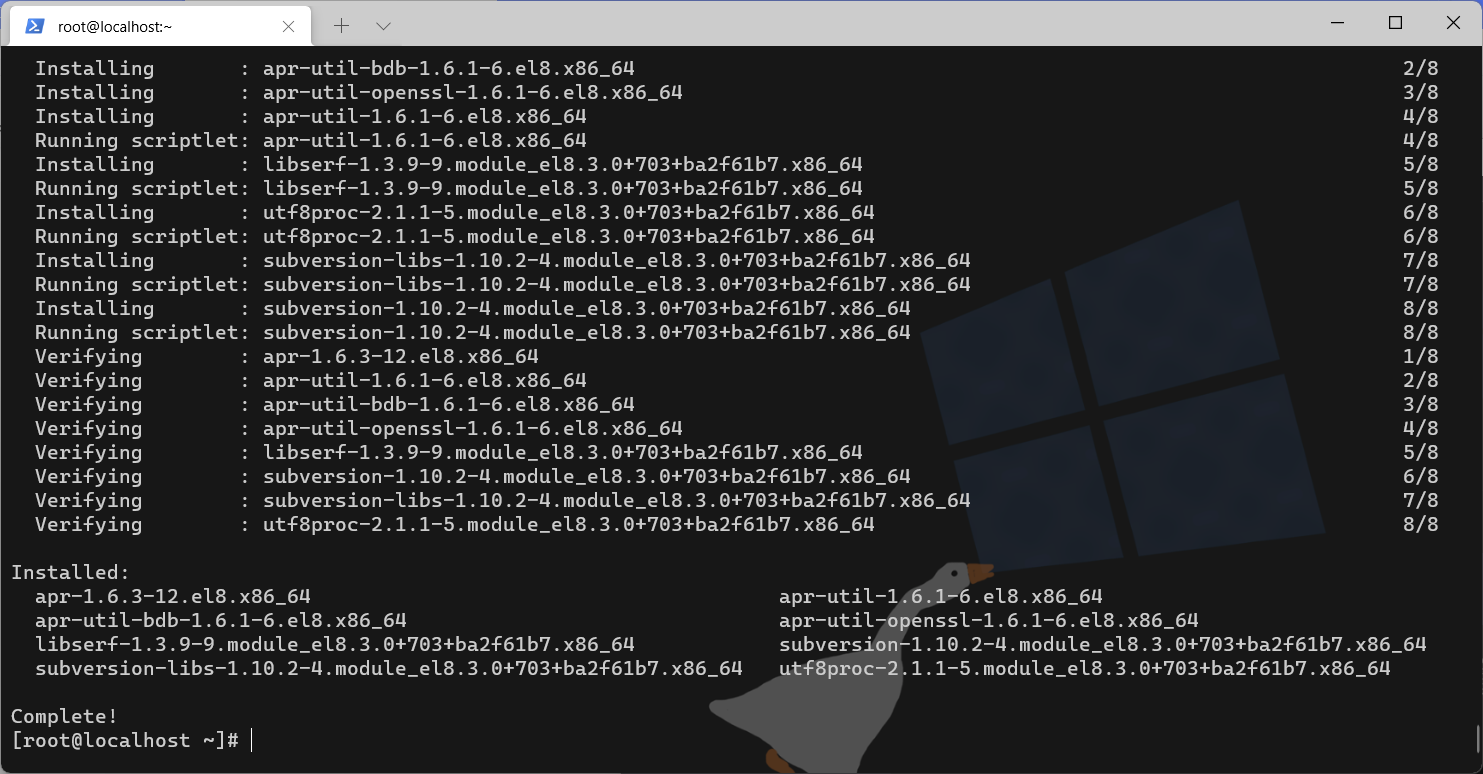 root@localhost:~
Installing : apr-util-bdb-1.6.1-6.el8.x86_64 2/8
Installing : apr-util-openssl-1.6.1-6.el8.x86_64 3/8
Installing : apr-util-1.6.1-6.el8.x86_64 4/8
Running scriptlet: apr-util-1.6.1-6.el8.x86_64 4/8
Installing : libserf-1.3.9-9.module_el8.3.0+703+ba2f61b7.x86_64 5/8
Running scriptlet: libserf-1.3.9-9.module_el8.3.0+703+ba2f61b7.x86_64 5/8
Installing : utf8proc-2.1.1-5.module_el8.3.0+703+ba2f61b7.x86_64 6/8
Running scriptlet: utf8proc-2.1.1-5.module_el8.3.0+703+ba2f61b7.x86_64 6/8
Installing : subversion-libs-1.10.2-4.module_el8.3.0+703+ba2f61b7.x86_64 7/8
Running scriptlet: subversion-libs-1.10.2-4.module_el8.3.0+703+ba2f61b7.x86_64 7/8
Installing : subversion-1.10.2-4.module_el8.3.0+703+ba2f61b7.x86_64 8/8
Running scriptlet: subversion-1.10.2-4.module_el8.3.0+703+ba2f61b7.x86_64 8/8
Verifying : apr-1.6.3-12.el8.x86_64 1/8
Verifying : apr-util-1.6.1-6.el8.x86_64 2/8
Verifying : apr-util-bdb-1.6.1-6.el8.x86_64 3/8
Verifying : apr-util-openssl-1.6.1-6.el8.x86_64 4/8
Verifying : libserf-1.3.9-9.module_el8.3.0+703+ba2f61b7.x86_64 5/8
Verifying : subversion-1.10.2-4.module_el8.3.0+703+ba2f61b7.x86_64 6/8
Verifying : subversion-libs-1.10.2-4.module_el8.3.0+703+ba2f61b7.x86_64 7/8
Verifying : utf8proc-2.1.1-5.module_el8.3.0+703+ba2f61b7.x86_64 8/8
Installed:
apr-1.6.3-12.el8.x86_64 apr-util-1.6.1-6.el8.x86_64
apr-util-bdb-1.6.1-6.el8.x86_64 apr-util-openssl-1.6.1-6.el8.x86_64
libserf-1.3.9-9.module_el8.3.0+703+ba2f61b7.x86_64 subversion-1.10.2-4.module_el8.3.0+703+ba2f61b7.x86_64
subversion-libs-1.10.2-4.module_el8.3.0+703+ba2f61b7.x86_64 utf8proc-2.1.1-5.module_el8.3.0+703+ba2f61b7.x86_64
Complete!
[root@localhost ~]#